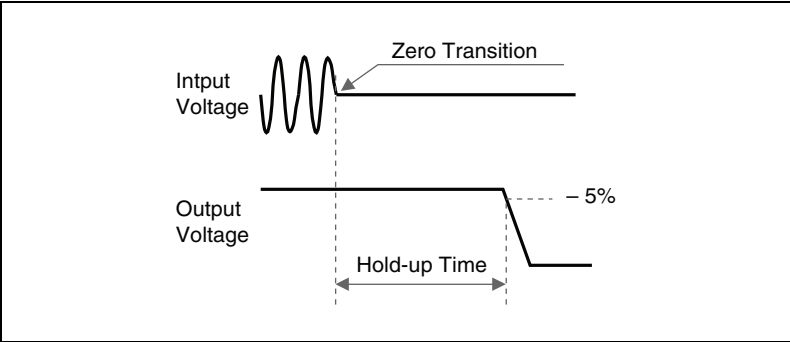 Zero Transition
Intput
Voltage
Output
Voltage
– 5%
Hold-up Time